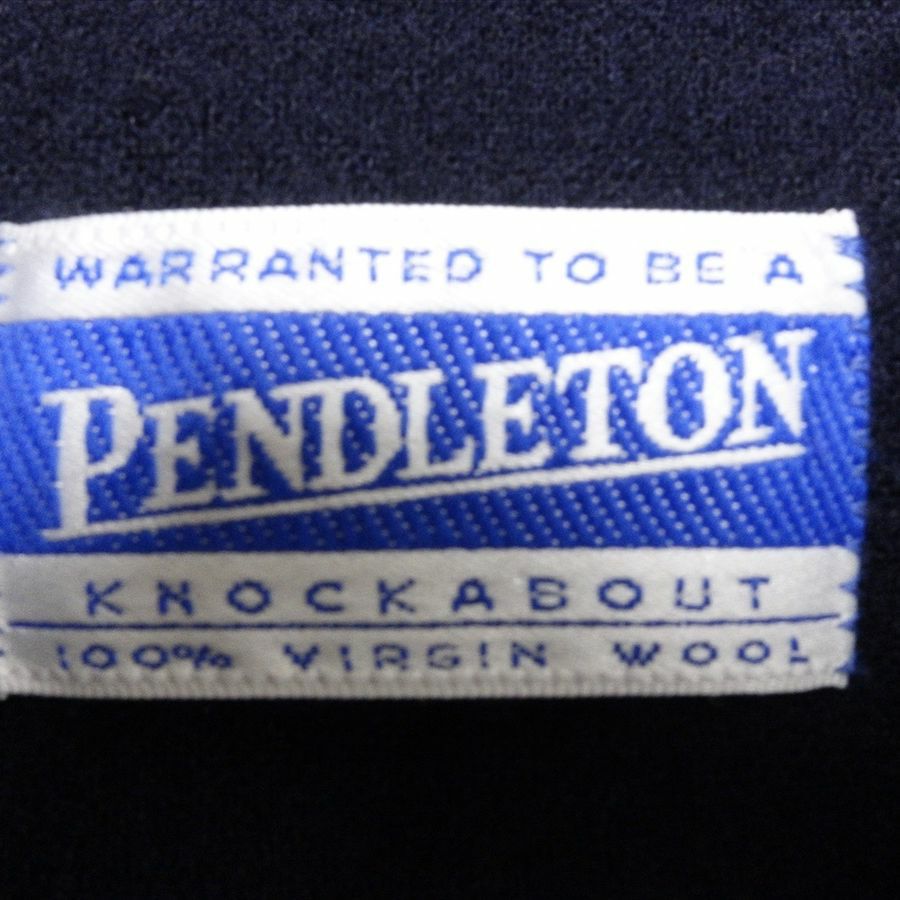 WARRANTED TO BE A
PENDLETON
KNOCKABOUT
100% VIRGIN WOOL